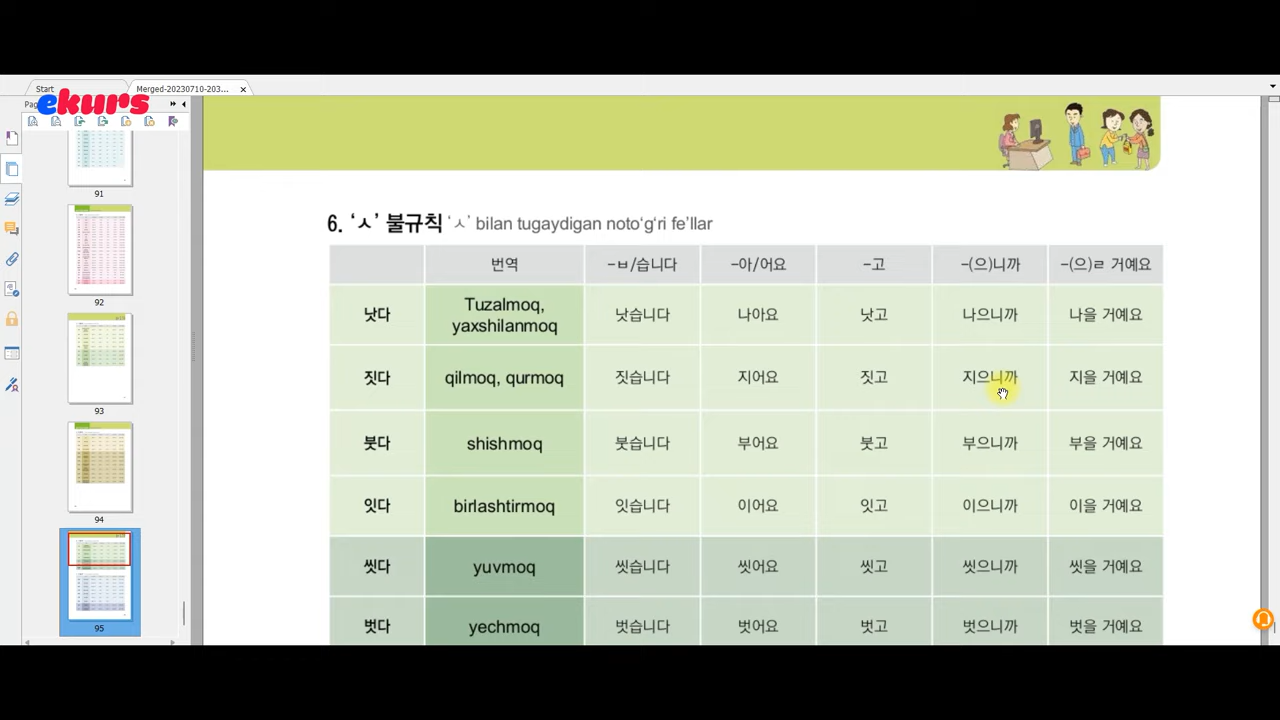 Start
Merged-20230710-203...
ekurs
91
92
93
94
95
6. ‘ㅅ’ 불규칙 ‘ㅅ’ bilan tugaydigan noto‘g‘ri fe’llar
번역 –ㅂ/습니다 –아/어요 –고 –(으)니까 –(으)ㄹ 거예요
낫다 Tuzalmoq, yaxshilanmoq 낫습니다 나아요 낫고 나으니까 나을 거예요
짓다 qilmoq, qurmoq 짓습니다 지어요 짓고 지으니까 지을 거예요
붓다 shishmoq 붓습니다 부어요 붓고 부으니까 부을 거예요
잇다 birlashtirmoq 잇습니다 이어요 잇고 이으니까 이을 거예요
씻다 yuvmoq 씻습니다 씻어요 씻고 씻으니까 씻을 거예요
벗다 yechmoq 벗습니다 벗어요 벗고 벗으니까 벗을 거예요